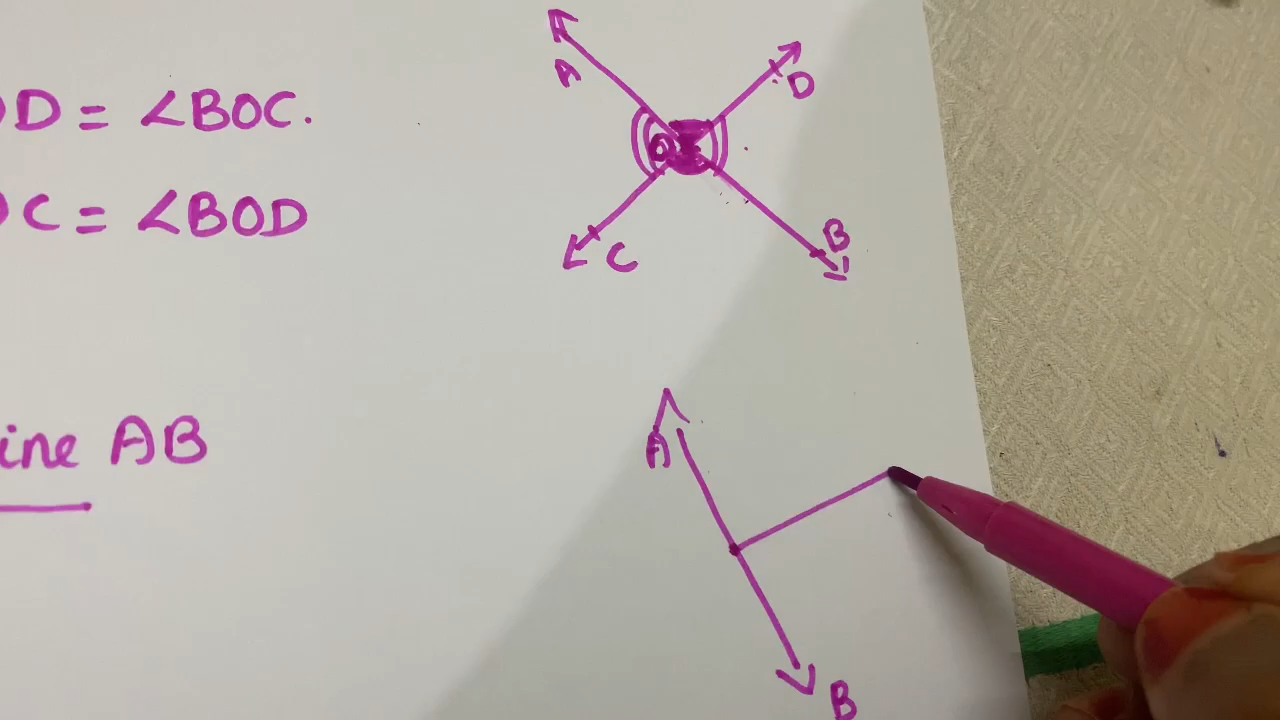 D = ∠BOC.
C = ∠BOD
ine AB
A
D
O
B
C
A
B